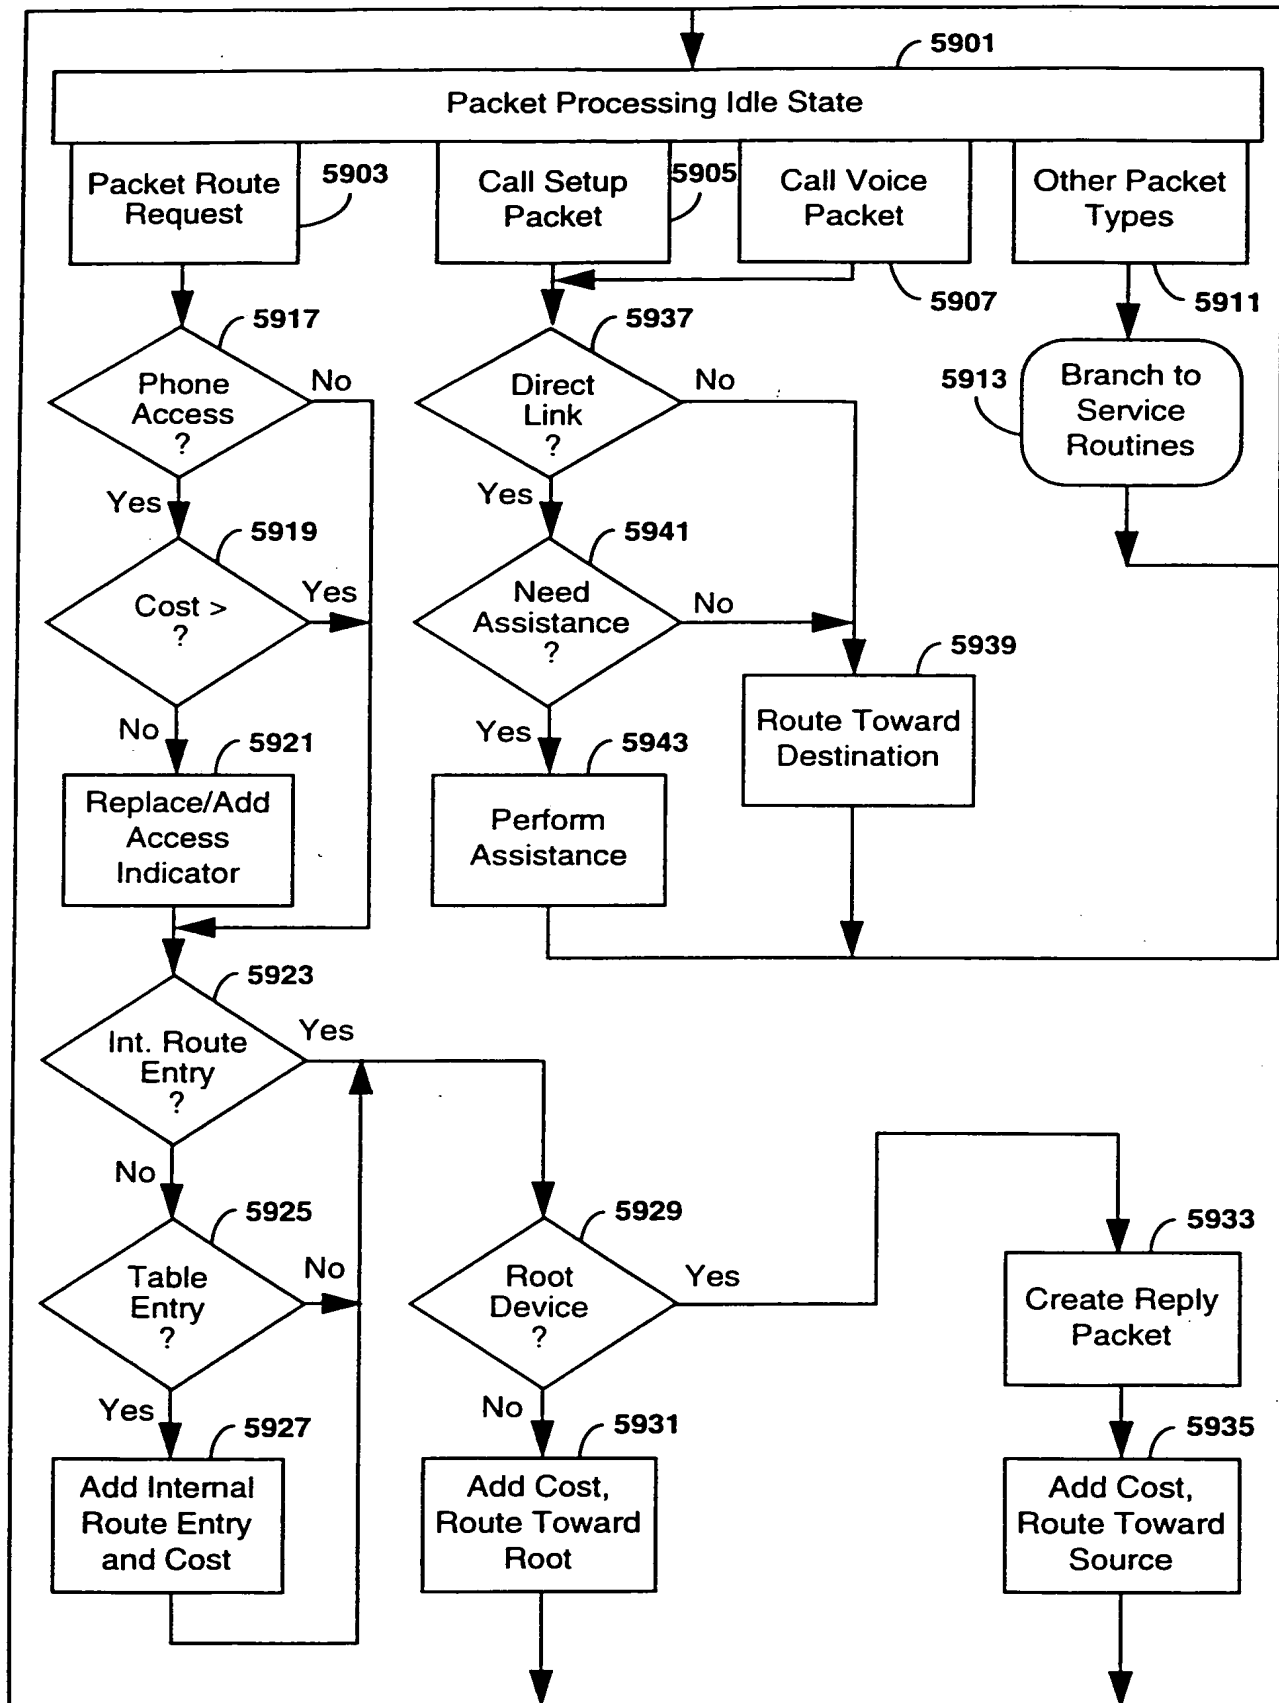 5901
Packet Processing Idle State
Packet Route
Request
5903
Call Setup
Packet
5905
Call Voice
Packet
5907
Other Packet
Types
5911
5917
Phone
Access
?
No
Yes
5937
Direct
Link
?
No
Yes
5913
Branch to
Service
Routines
5919
Cost >
?
Yes
No
5941
Need
Assistance
?
No
Yes
5939
Route Toward
Destination
5921
Replace/Add
Access
Indicator
5943
Perform
Assistance
5923
Int. Route
Entry
?
Yes
No
5925
Table
Entry
?
No
Yes
5929
Root
Device
?
Yes
No
5933
Create Reply
Packet
5927
Add Internal
Route Entry
and Cost
5931
Add Cost,
Route Toward
Root
5935
Add Cost,
Route Toward
Source